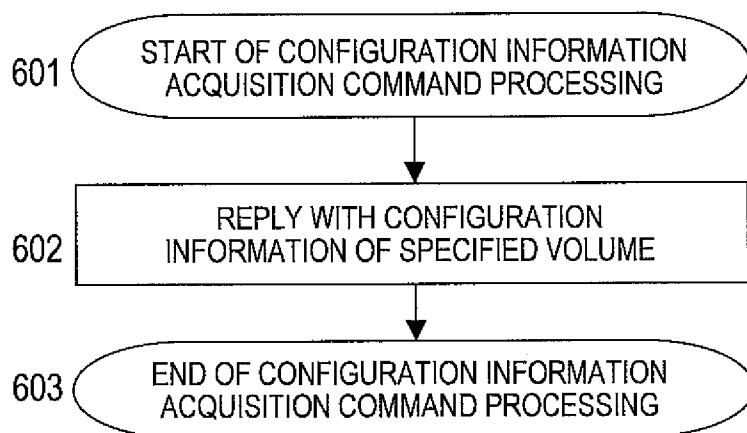 601
START OF CONFIGURATION INFORMATION
ACQUISITION COMMAND PROCESSING
602
REPLY WITH CONFIGURATION
INFORMATION OF SPECIFIED VOLUME
603
END OF CONFIGURATION INFORMATION
ACQUISITION COMMAND PROCESSING